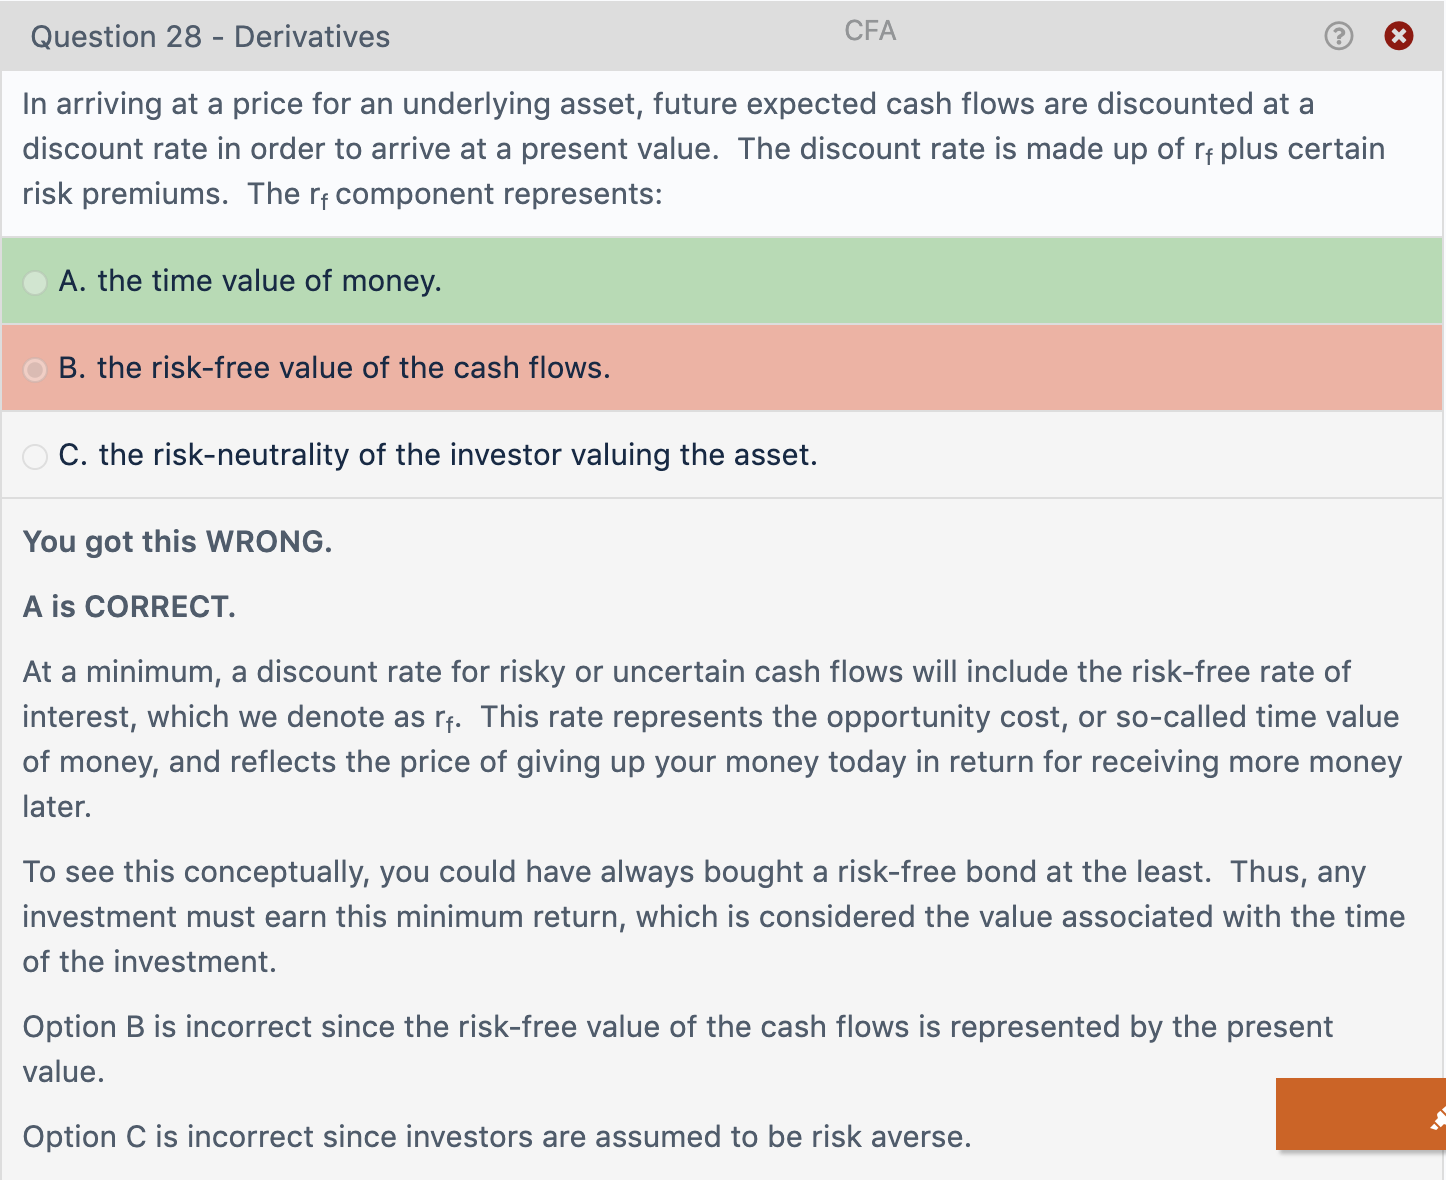 Question 28 - Derivatives
CFA
In arriving at a price for an underlying asset, future expected cash flows are discounted at a
discount rate in order to arrive at a present value.  The discount rate is made up of rf plus certain
risk premiums.  The rf component represents:
A. the time value of money.
B. the risk-free value of the cash flows.
C. the risk-neutrality of the investor valuing the asset.
You got this WRONG.
A is CORRECT.
At a minimum, a discount rate for risky or uncertain cash flows will include the risk-free rate of
interest, which we denote as rf.  This rate represents the opportunity cost, or so-called time value
of money, and reflects the price of giving up your money today in return for receiving more money
later.
To see this conceptually, you could have always bought a risk-free bond at the least.  Thus, any
investment must earn this minimum return, which is considered the value associated with the time
of the investment.
Option B is incorrect since the risk-free value of the cash flows is represented by the present
value.
Option C is incorrect since investors are assumed to be risk averse.